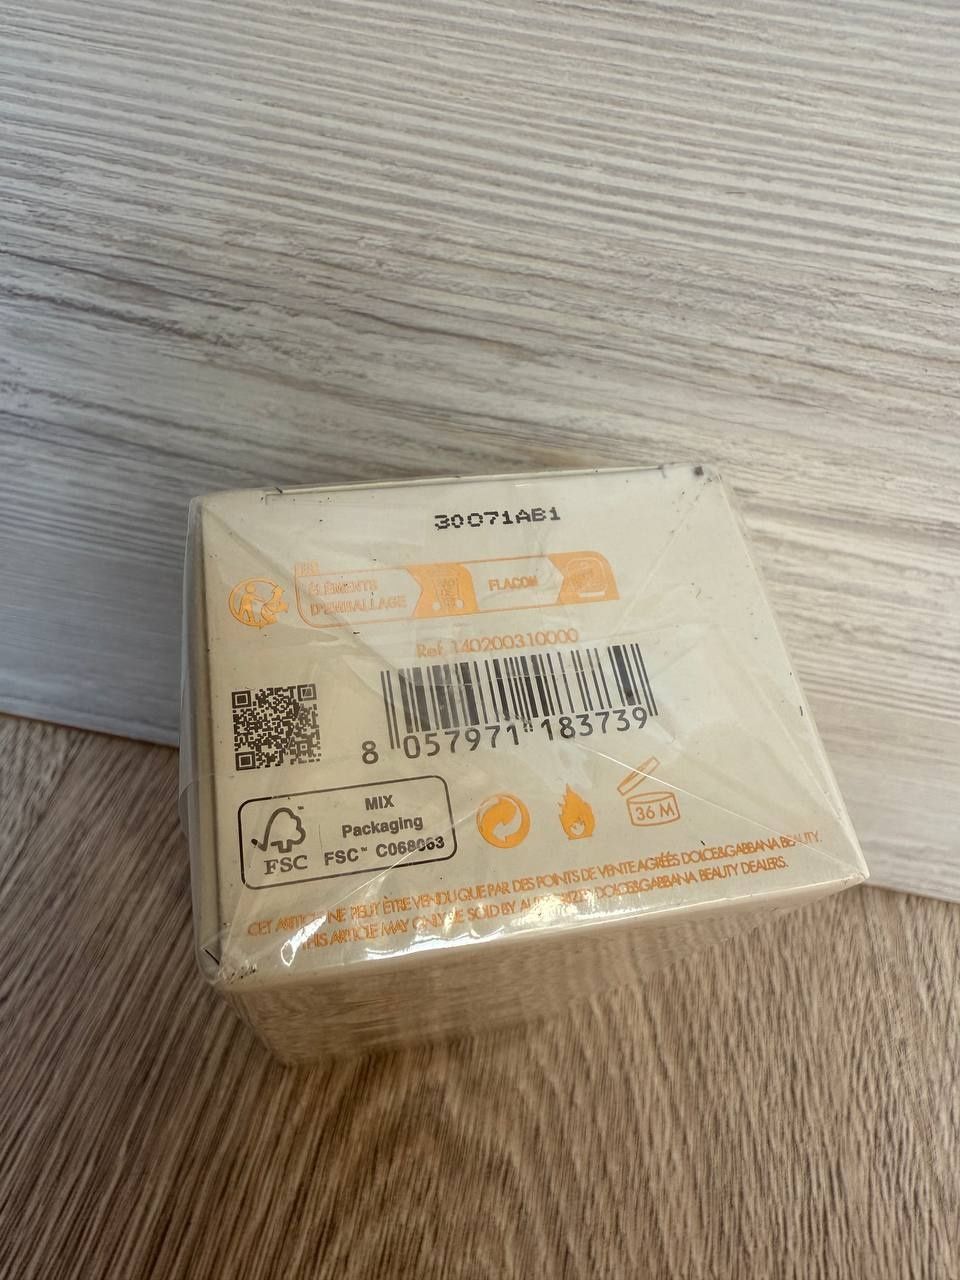 30071AB1
FR
ÉLÉMENTS
D'EMBALLAGE
FLACON
Ref. 140200310000
8 057971 183739
MIX
Packaging
FSC™ C068063
FSC
36 M
CET ARTICLE NE PEUT ÊTRE VENDU QUE PAR DES POINTS DE VENTE AGRÉÉS DOLCE&GABBANA BEAUTY.
THIS ARTICLE MAY ONLY BE SOLD BY AUTHORIZED DOLCE&GABBANA BEAUTY DEALERS.